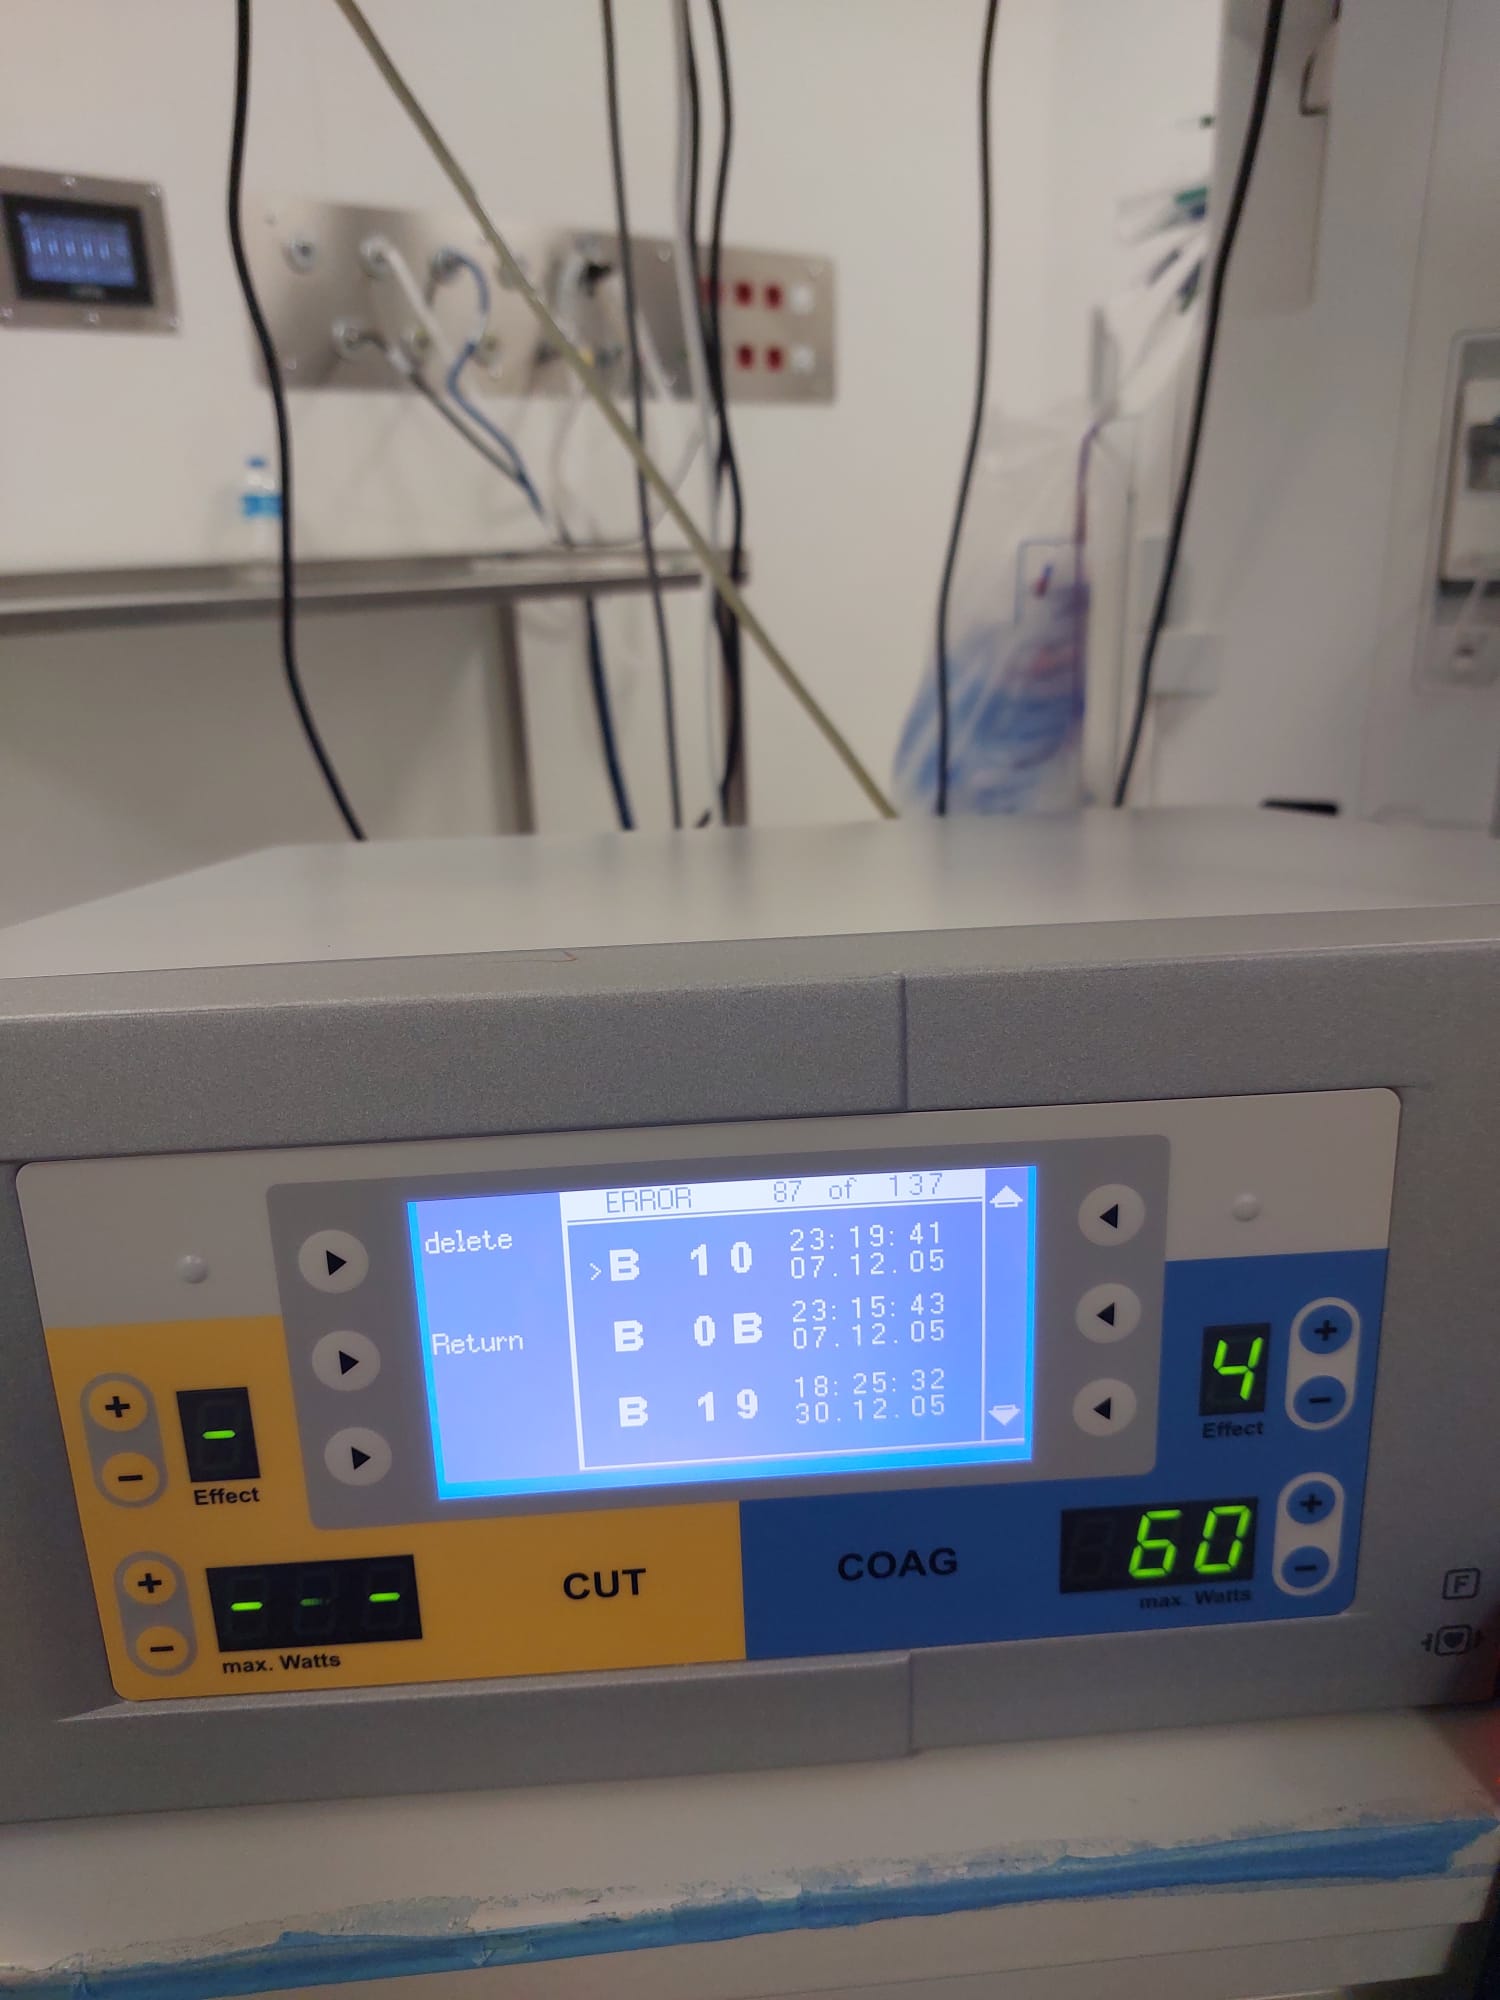 ERROR 87 of 137
delete
>B 10 23:19:41
07.12.05
Return
B 0B 23:15:43
07.12.05
B 19 18:25:32
30.12.05
+
-
-
Effect
+
-
- - -
max. Watts
CUT
COAG
4
+
-
Effect
60
+
-
max. Watts
F